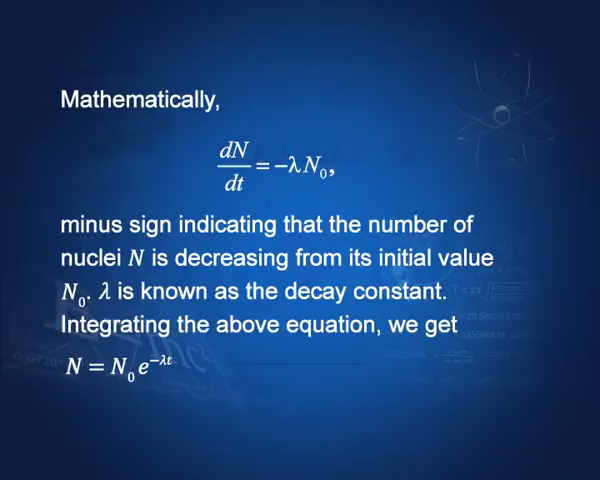 Mathematically,
dN/dt = −λN₀,
minus sign indicating that the number of
nuclei N is decreasing from its initial value
N₀. λ is known as the decay constant.
Integrating the above equation, we get
N = N₀e^−λt